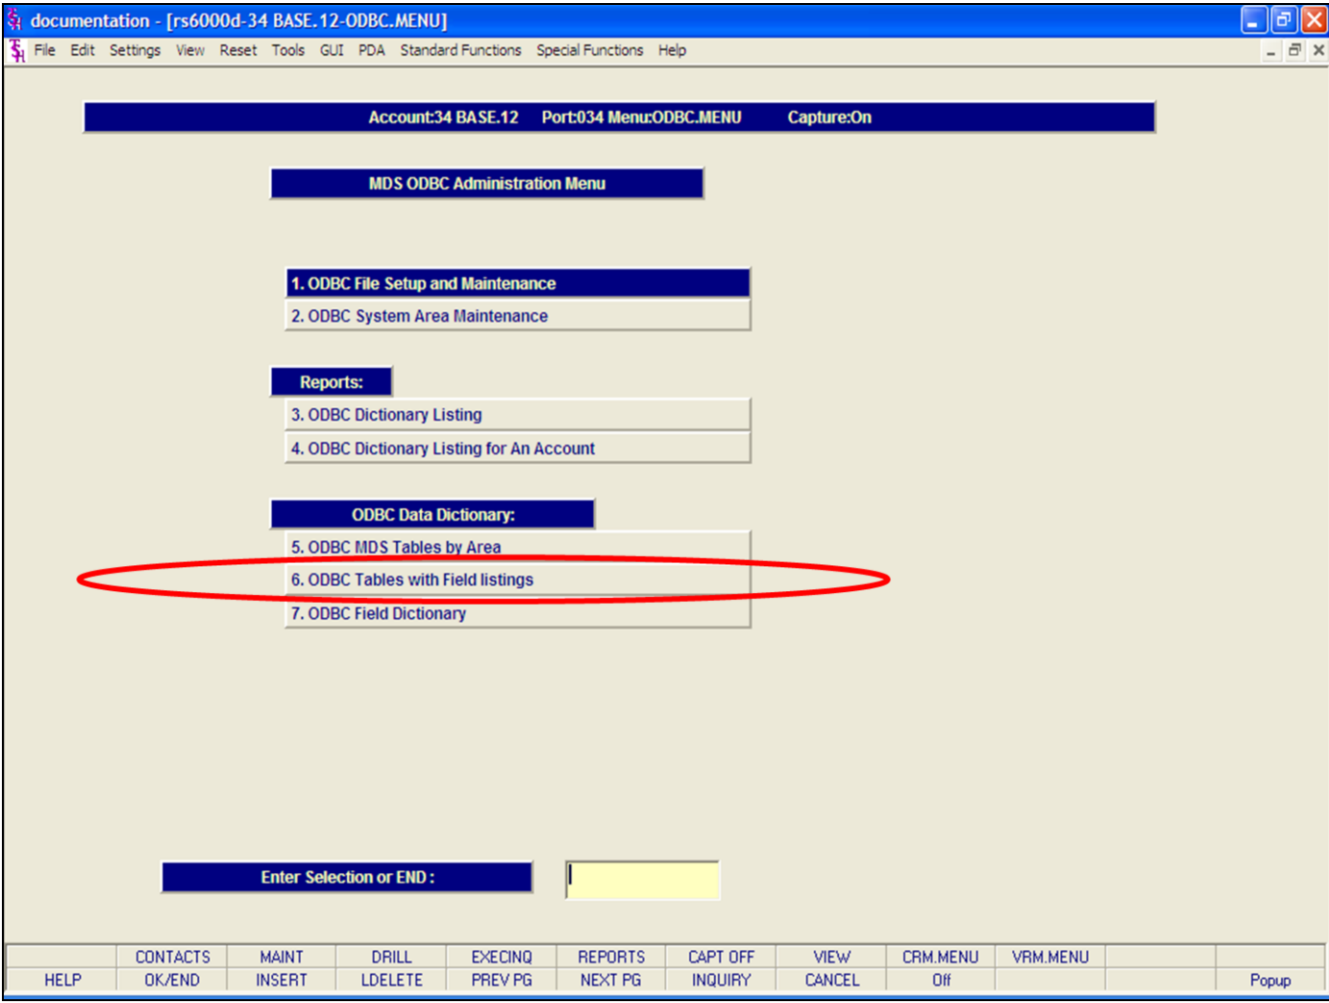 documentation - [rs6000d-34 BASE.12-ODBC.MENU]
File Edit Settings View Reset Tools GUI PDA Standard Functions Special Functions Help
Account:34 BASE.12 Port:034 Menu:ODBC.MENU Capture:On
MDS ODBC Administration Menu
1. ODBC File Setup and Maintenance
2. ODBC System Area Maintenance
Reports:
3. ODBC Dictionary Listing
4. ODBC Dictionary Listing for An Account
ODBC Data Dictionary:
5. ODBC MDS Tables by Area
6. ODBC Tables with Field listings
7. ODBC Field Dictionary
Enter Selection or END :
CONTACTS MAINT DRILL EXECINQ REPORTS CAPT OFF VIEW CRM.MENU VRM.MENU
HELP OK/END INSERT LDELETE PREV PG NEXT PG INQUIRY CANCEL Off Popup